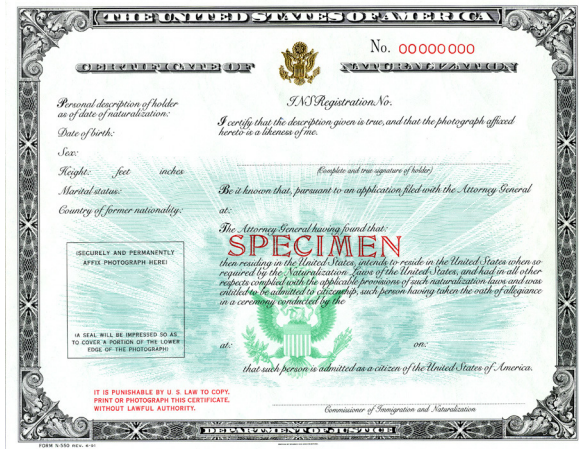 THE UNITED STATES OF AMERICA
No. 00000000
CERTIFICATE OF NATURALIZATION
Personal description of holder
as of date of naturalization:
Date of birth:
Sex:
Height: feet inches
Marital status:
Country of former nationality:
INS Registration No.
I certify that the description given is true, and that the photograph affixed
hereto is a likeness of me.
(Complete and true signature of holder)
Be it known that, pursuant to an application filed with the Attorney General
at:
The Attorney General having found that:
SPECIMEN
then residing in the United States, intends to reside in the United States when so
required by the Naturalization Laws of the United States, and had in all other
respects complied with the applicable provisions of such naturalization laws and was
entitled to be admitted to citizenship, such person having taken the oath of allegiance
in a ceremony conducted by the
(SECURELY AND PERMANENTLY
AFFIX PHOTOGRAPH HERE)
(A SEAL WILL BE IMPRESSED SO AS
TO COVER A PORTION OF THE LOWER
EDGE OF THE PHOTOGRAPH)
at: on:
that such person is admitted as a citizen of the United States of America.
IT IS PUNISHABLE BY U. S. LAW TO COPY,
PRINT OR PHOTOGRAPH THIS CERTIFICATE,
WITHOUT LAWFUL AUTHORITY.
Commissioner of Immigration and Naturalization
DEPARTMENT OF JUSTICE
FORM N-550 REV. 4-91